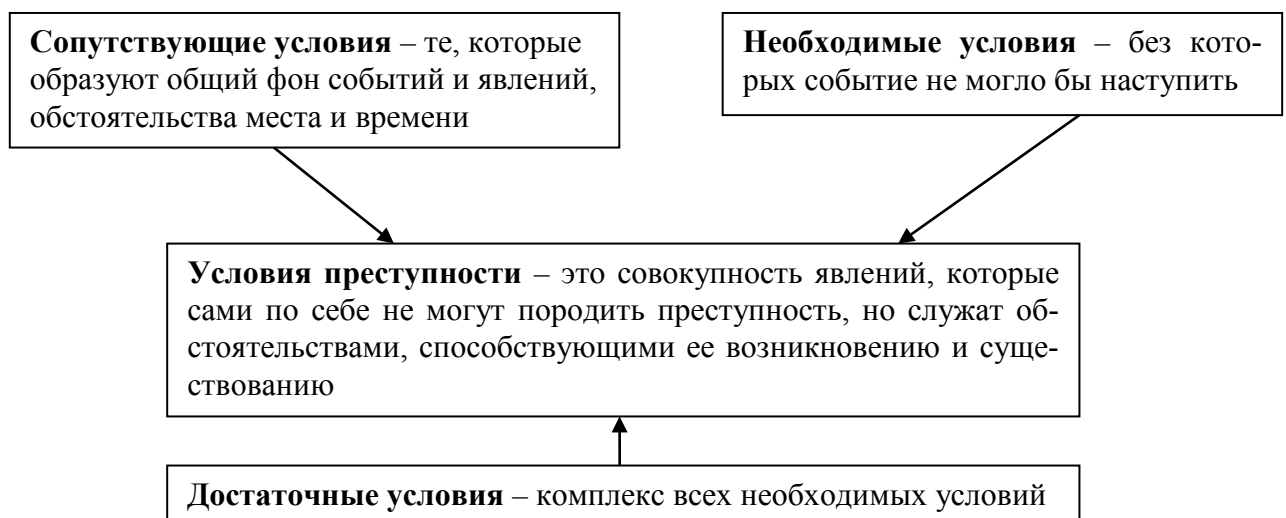 Сопутствующие условия – те, которые
образуют общий фон событий и явлений,
обстоятельства места и времени
Необходимые условия – без кото-
рых событие не могло бы наступить
Условия преступности – это совокупность явлений, которые
сами по себе не могут породить преступность, но служат об-
стоятельствами, способствующими ее возникновению и суще-
ствованию
Достаточные условия – комплекс всех необходимых условий